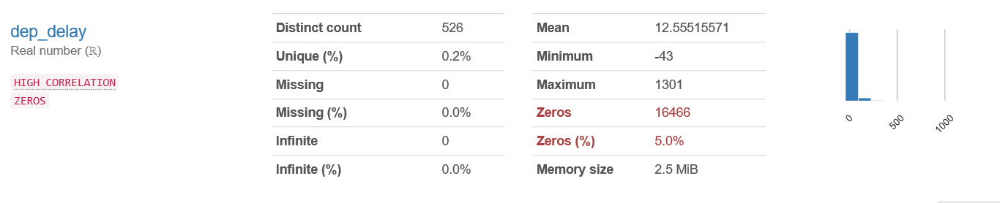 dep_delay
Real number (ℝ)
HIGH CORRELATION
ZEROS
Distinct count 526
Unique (%) 0.2%
Missing 0
Missing (%) 0.0%
Infinite 0
Infinite (%) 0.0%
Mean 12.55515571
Minimum -43
Maximum 1301
Zeros 16466
Zeros (%) 5.0%
Memory size 2.5 MiB
0 500 1000